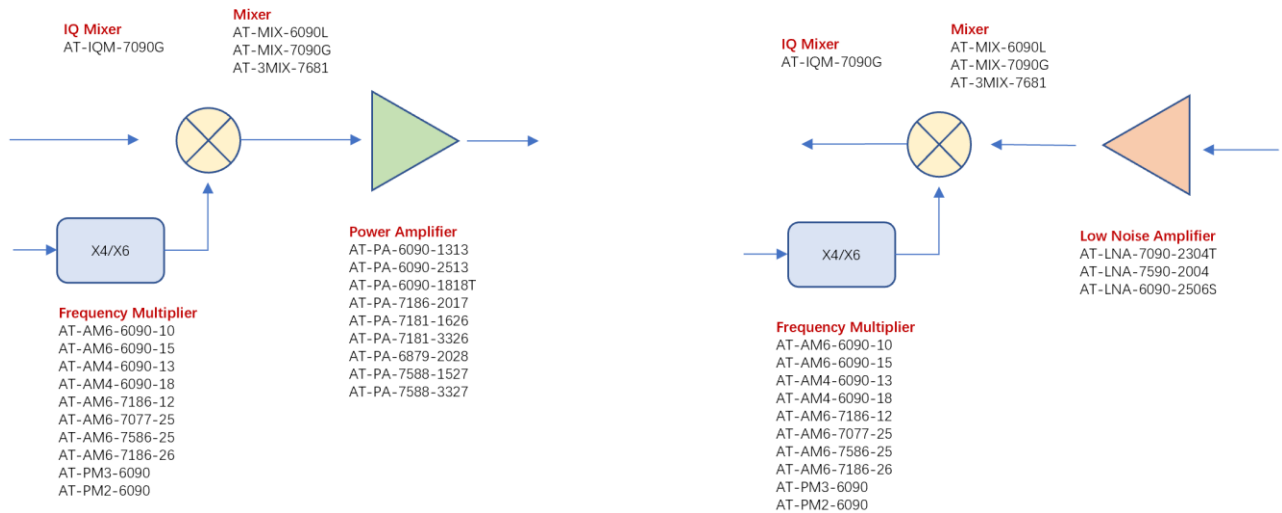 IQ Mixer
AT-IQM-7090G
Mixer
AT-MIX-6090L
AT-MIX-7090G
AT-3MIX-7681
X4/X6
Power Amplifier
AT-PA-6090-1313
AT-PA-6090-2513
AT-PA-6090-1818T
AT-PA-7186-2017
AT-PA-7181-1626
AT-PA-7181-3326
AT-PA-6879-2028
AT-PA-7588-1527
AT-PA-7588-3327
Frequency Multiplier
AT-AM6-6090-10
AT-AM6-6090-15
AT-AM4-6090-13
AT-AM4-6090-18
AT-AM6-7186-12
AT-AM6-7077-25
AT-AM6-7586-25
AT-AM6-7186-26
AT-PM3-6090
AT-PM2-6090
IQ Mixer
AT-IQM-7090G
Mixer
AT-MIX-6090L
AT-MIX-7090G
AT-3MIX-7681
X4/X6
Low Noise Amplifier
AT-LNA-7090-2304T
AT-LNA-7590-2004
AT-LNA-6090-2506S
Frequency Multiplier
AT-AM6-6090-10
AT-AM6-6090-15
AT-AM4-6090-13
AT-AM4-6090-18
AT-AM6-7186-12
AT-AM6-7077-25
AT-AM6-7586-25
AT-AM6-7186-26
AT-PM3-6090
AT-PM2-6090